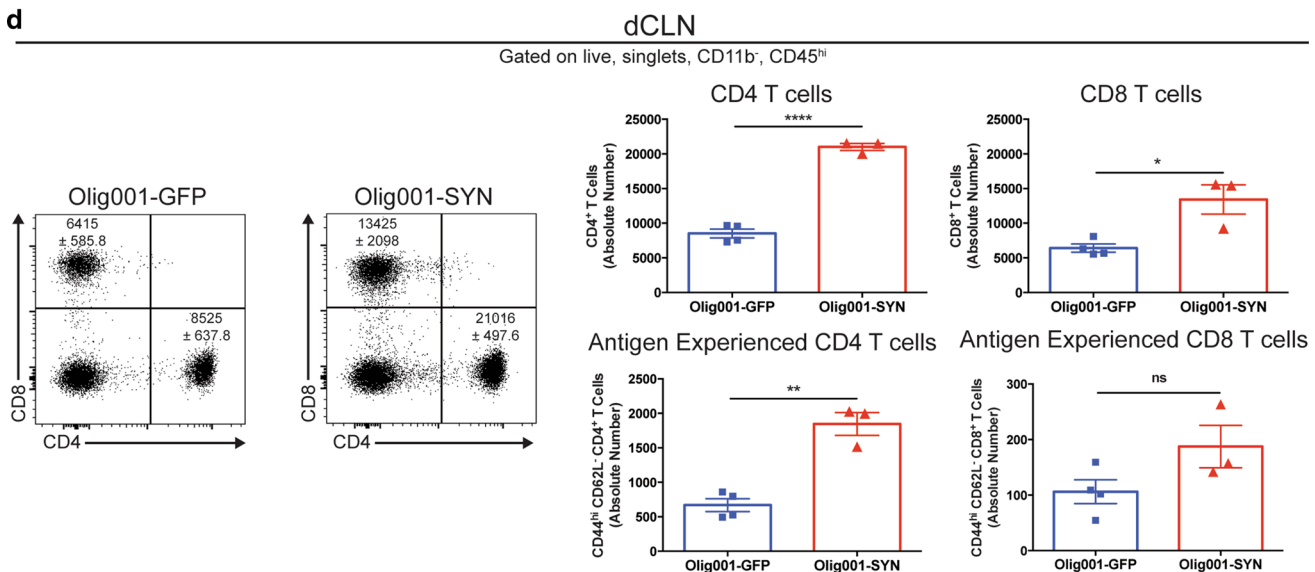 d
dCLN
Gated on live, singlets, CD11b-, CD45hi
Olig001-GFP
6415
± 585.8
8525
± 637.8
CD8
CD4
Olig001-SYN
13425
± 2098
21016
± 497.6
CD8
CD4
CD4 T cells
CD4+ T Cells
(Absolute Number)
25000
20000
15000
10000
5000
0
****
Olig001-GFP
Olig001-SYN
CD8 T cells
CD8+ T Cells
(Absolute Number)
25000
20000
15000
10000
5000
0
*
Olig001-GFP
Olig001-SYN
Antigen Experienced CD4 T cells
CD44hi CD62L- CD4+ T Cells
(Absolute Number)
2500
2000
1500
1000
500
0
**
Olig001-GFP
Olig001-SYN
Antigen Experienced CD8 T cells
CD44hi CD62L- CD8+ T Cells
(Absolute Number)
300
200
100
0
ns
Olig001-GFP
Olig001-SYN